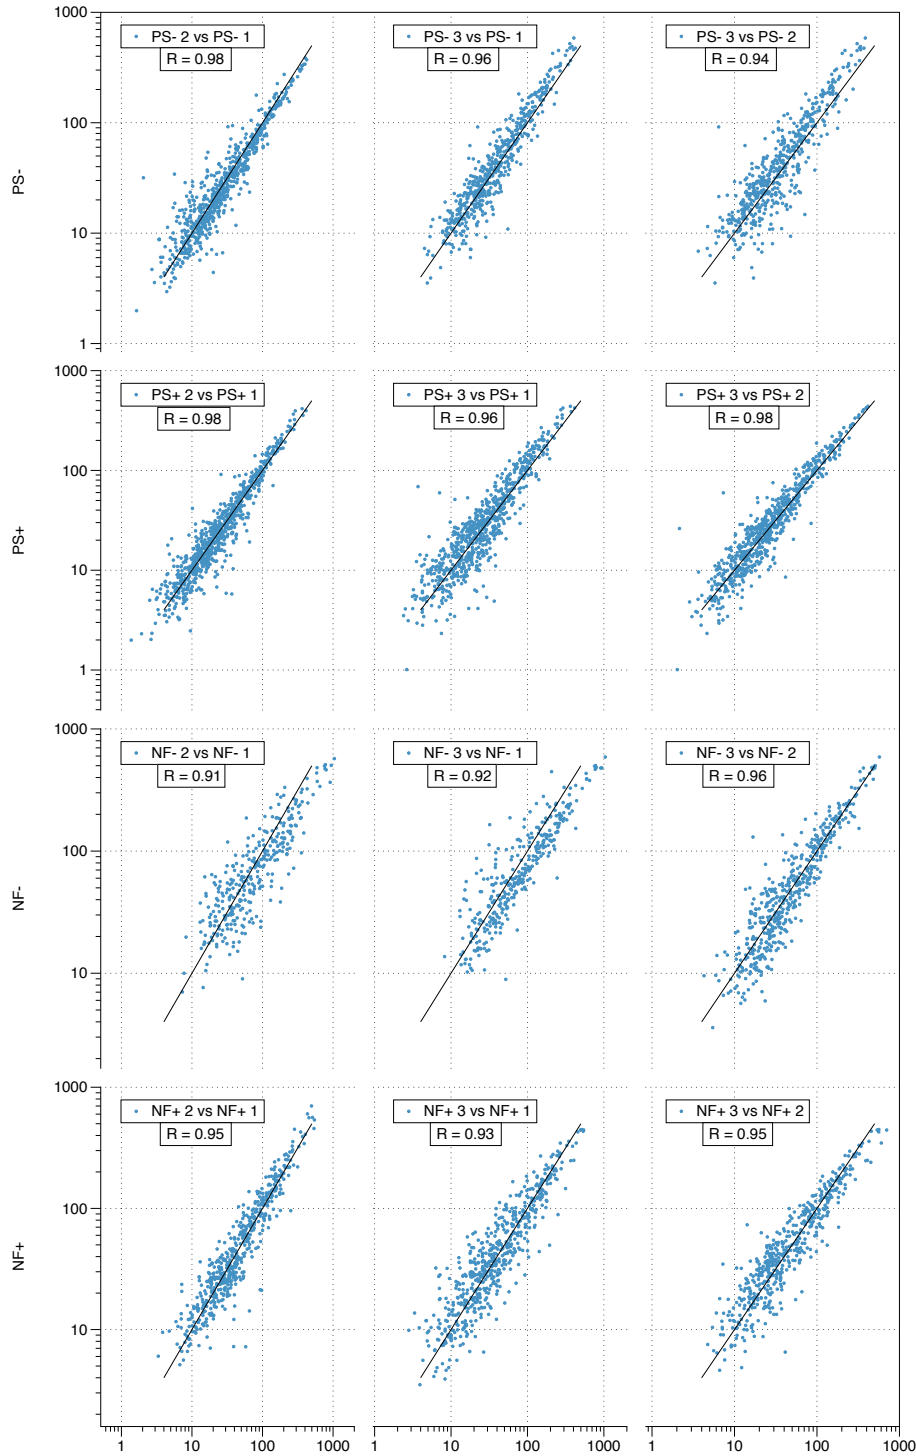 1000
PS- 2 vs PS- 1
PS- 3 vs PS- 1
PS- 3 vs PS- 2
R = 0.98
R = 0.96
R = 0.94
100
PS-
10
1
1000
PS+ 2 vs PS+ 1
PS+ 3 vs PS+ 1
PS+ 3 vs PS+ 2
R = 0.98
R = 0.96
R = 0.98
100
PS+
10
1
1000
NF- 2 vs NF- 1
NF- 3 vs NF- 1
NF- 3 vs NF- 2
R = 0.91
R = 0.92
R = 0.96
100
NF-
10
1000
NF+ 2 vs NF+ 1
NF+ 3 vs NF+ 1
NF+ 3 vs NF+ 2
R = 0.95
R = 0.93
R = 0.95
100
NF+
10
1 10 100 1000 1 10 100 1000 1 10 100 1000